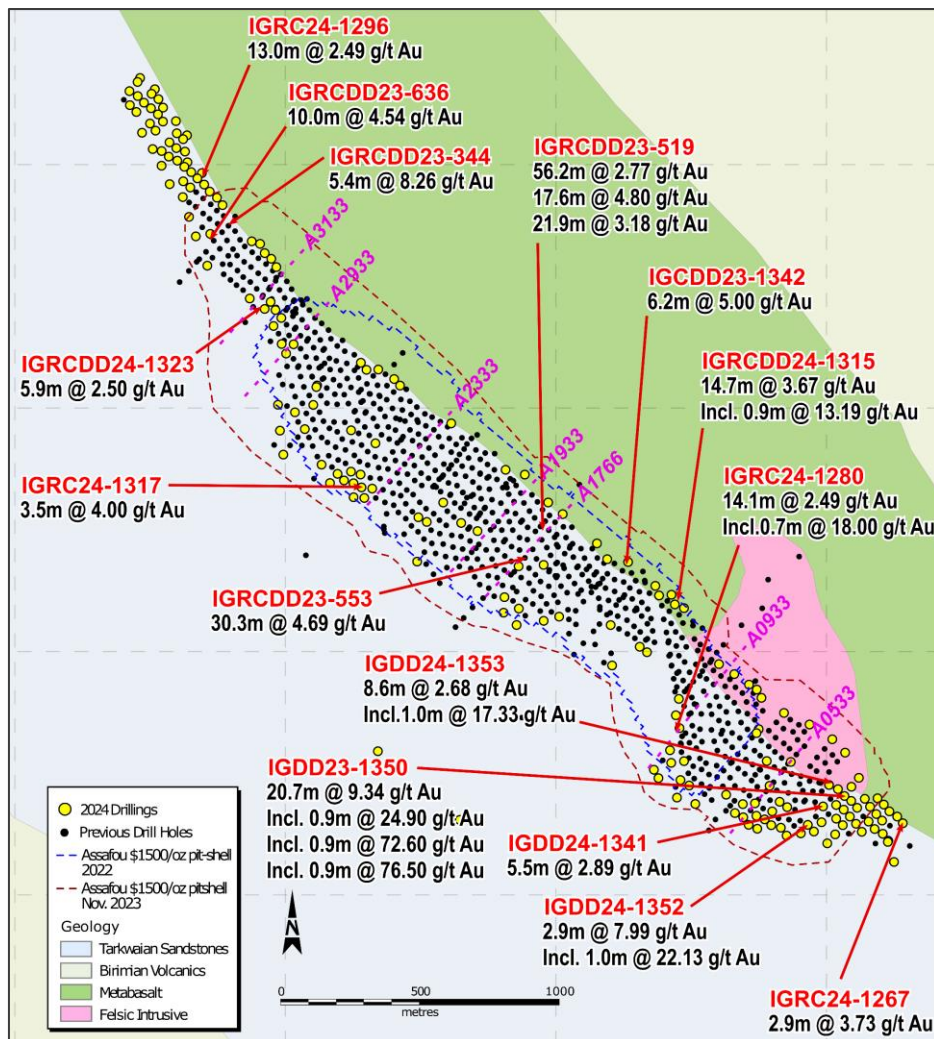 IGRC24-1296
13.0m @ 2.49 g/t Au
IGRCDD23-636
10.0m @ 4.54 g/t Au
IGRCDD23-344
5.4m @ 8.26 g/t Au
IGRCDD23-519
56.2m @ 2.77 g/t Au
17.6m @ 4.80 g/t Au
21.9m @ 3.18 g/t Au
A3133
A2933
IGCDD23-1342
6.2m @ 5.00 g/t Au
IGRCDD24-1323
5.9m @ 2.50 g/t Au
IGRCDD24-1315
14.7m @ 3.67 g/t Au
Incl. 0.9m @ 13.19 g/t Au
A2333
A1933
A1766
IGRC24-1280
14.1m @ 2.49 g/t Au
Incl.0.7m @ 18.00 g/t Au
IGRC24-1317
3.5m @ 4.00 g/t Au
IGRCDD23-553
30.3m @ 4.69 g/t Au
A0933
IGDD24-1353
8.6m @ 2.68 g/t Au
Incl.1.0m @ 17.33 g/t Au
A0533
IGDD23-1350
20.7m @ 9.34 g/t Au
Incl. 0.9m @ 24.90 g/t Au
Incl. 0.9m @ 72.60 g/t Au
Incl. 0.9m @ 76.50 g/t Au
IGDD24-1341
5.5m @ 2.89 g/t Au
IGDD24-1352
2.9m @ 7.99 g/t Au
Incl. 1.0m @ 22.13 g/t Au
IGRC24-1267
2.9m @ 3.73 g/t Au
2024 Drillings
Previous Drill Holes
Assafou $1500/oz pit-shell
2022
Assafou $1500/oz pitshell
Nov. 2023
Geology
Tarkwaian Sandstones
Birimian Volcanics
Metabasalt
Felsic Intrusive
N
0 500 1000
metres